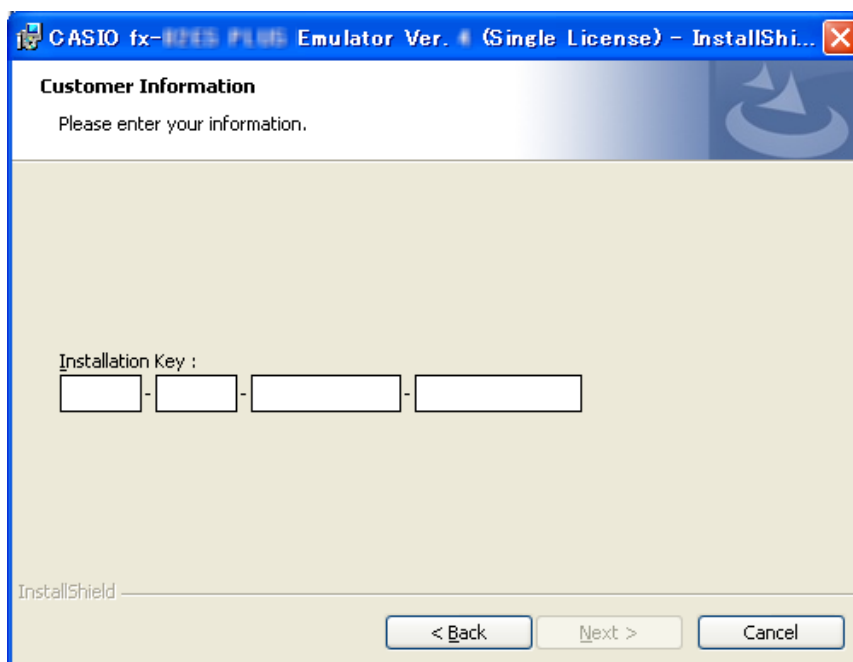 CASIO fx- Emulator Ver. (Single License) - InstallShi...
Customer Information
Please enter your information.
Installation Key :
- - -
InstallShield
< Back Next > Cancel